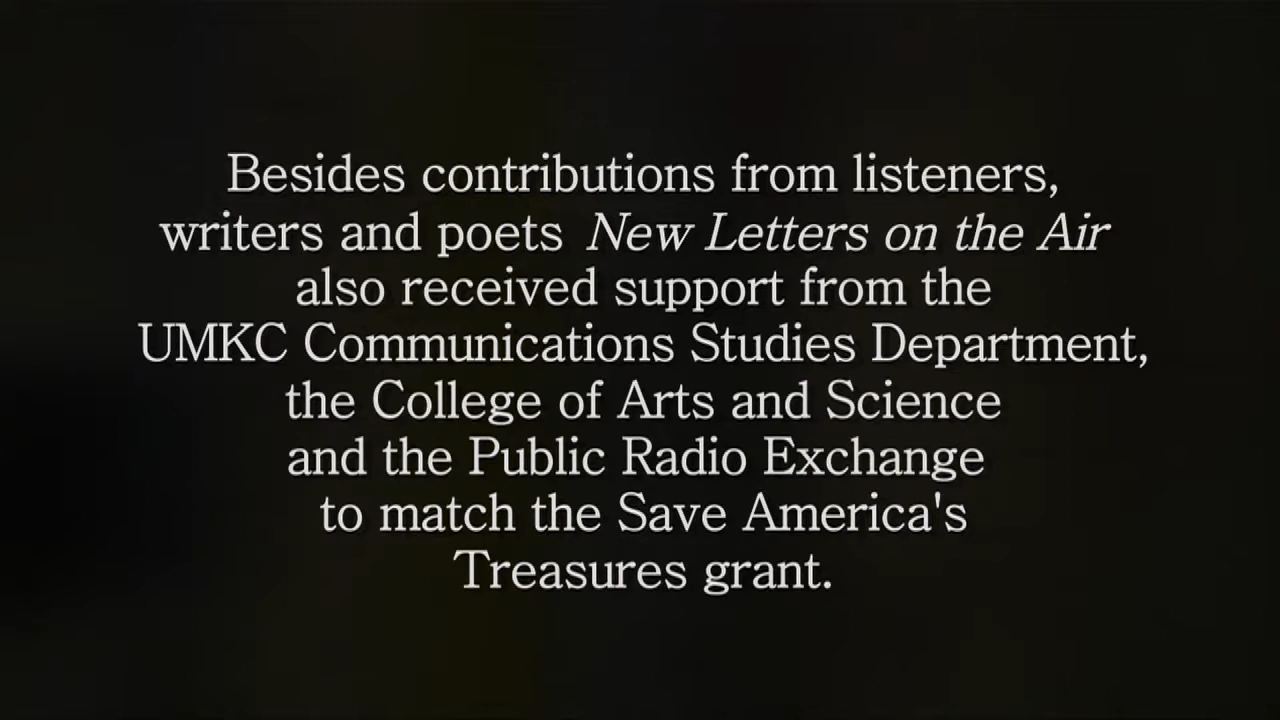 Besides contributions from listeners,
writers and poets New Letters on the Air
also received support from the
UMKC Communications Studies Department,
the College of Arts and Science
and the Public Radio Exchange
to match the Save America's
Treasures grant.